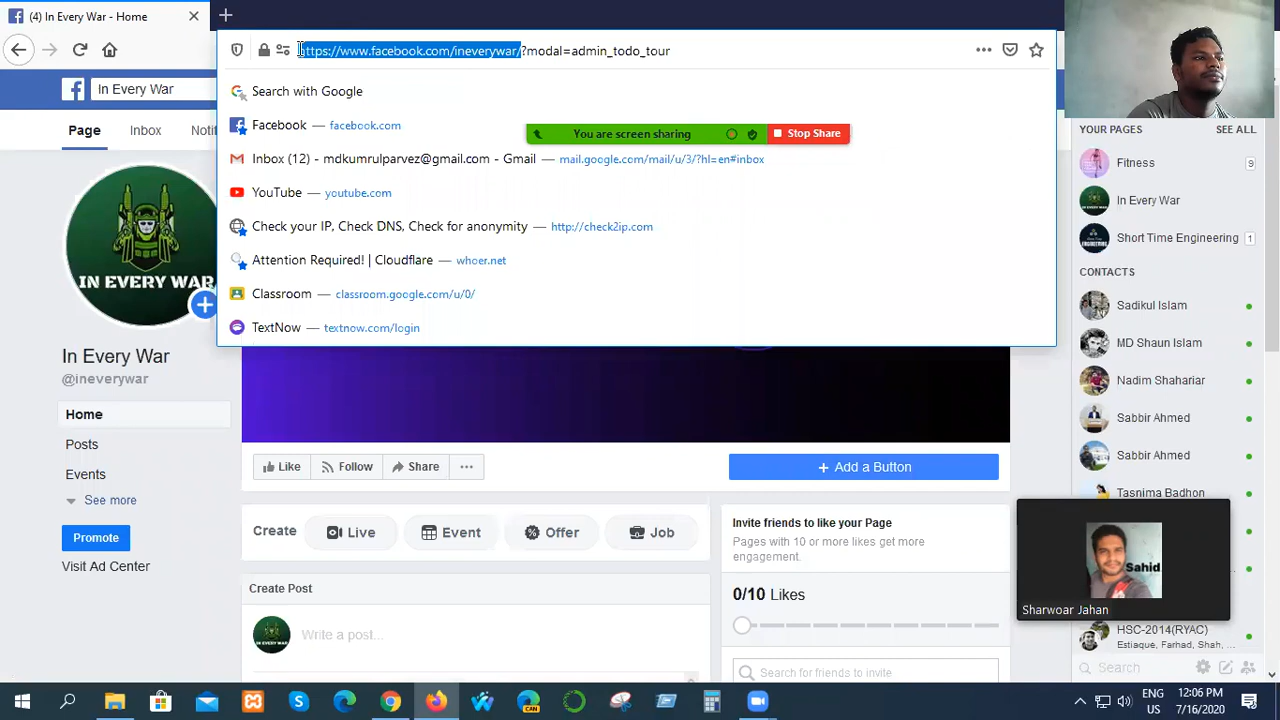 (4) In Every War - Home
https://www.facebook.com/ineverywar/?modal=admin_todo_tour
Search with Google
Facebook — facebook.com
Inbox (12) - mdkumrulparvez@gmail.com - Gmail — mail.google.com/mail/u/3/?hl=en#inbox
YouTube — youtube.com
Check your IP, Check DNS, Check for anonymity — http://check2ip.com
Attention Required! | Cloudflare — whoer.net
Classroom — classroom.google.com/u/0/
TextNow — textnow.com/login
You are screen sharing
Stop Share
In Every War
Page
Inbox
IN EVERY WAR
In Every War
@ineverywar
Home
Posts
Events
See more
Promote
Visit Ad Center
Like
Follow
Share
+ Add a Button
Create
Live
Event
Offer
Job
Create Post
Write a post...
Invite friends to like your Page
Pages with 10 or more likes get more
engagement.
0/10 Likes
Search for friends to invite
YOUR PAGES
SEE ALL
Fitness
9
In Every War
Short Time Engineering
1
CONTACTS
Sadikul Islam
MD Shaun Islam
Nadim Shahariar
Sabbir Ahmed
Sabbir Ahmed
Tasnima Badhon
Sahid
Sharwoar Jahan
HSC-2014(RYAC)
Estiaque, Farhad, Shah, ...
Search
CAN
ENG
US
12:06 PM
7/16/2020